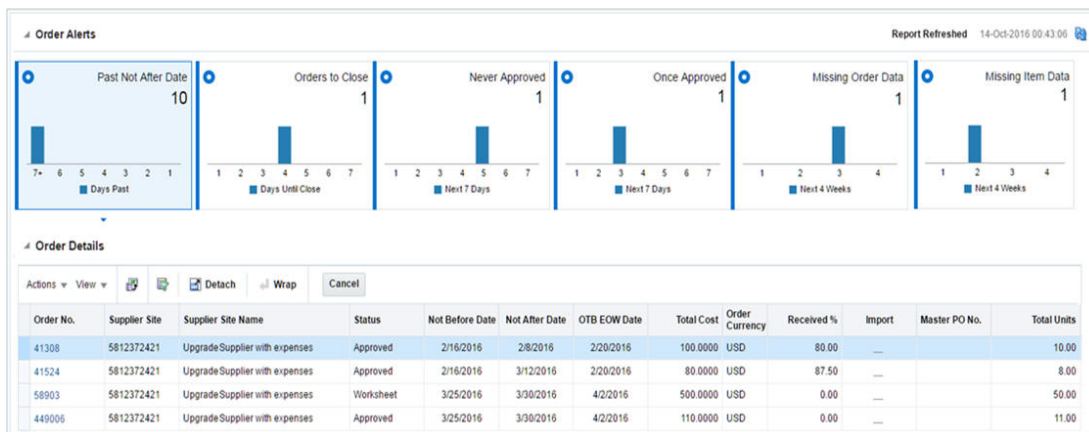 Order Alerts
Report Refreshed 14-Oct-2016 00:43:06
Past Not After Date
10
7+ 6 5 4 3 2 1
Days Past
Orders to Close
1
1 2 3 4 5 6 7
Days Until Close
Never Approved
1
1 2 3 4 5 6 7
Next 7 Days
Once Approved
1
1 2 3 4 5 6 7
Next 7 Days
Missing Order Data
1
1 2 3 4
Next 4 Weeks
Missing Item Data
1
1 2 3 4
Next 4 Weeks
Order Details
Actions View Detach Wrap Cancel
Order No. Supplier Site Supplier Site Name Status Not Before Date Not After Date OTB EOW Date Total Cost Order Currency Received % Import Master PO No. Total Units
41308 5812372421 UpgradeSupplier with expenses Approved 2/16/2016 2/8/2016 2/20/2016 100.0000 USD 80.00 __ 10.00
41524 5812372421 UpgradeSupplier with expenses Approved 2/16/2016 3/12/2016 2/20/2016 80.0000 USD 87.50 __ 8.00
58903 5812372421 UpgradeSupplier with expenses Worksheet 3/25/2016 3/30/2016 4/2/2016 500.0000 USD 0.00 __ 50.00
449006 5812372421 UpgradeSupplier with expenses Approved 3/25/2016 3/30/2016 4/2/2016 110.0000 USD 0.00 __ 11.00